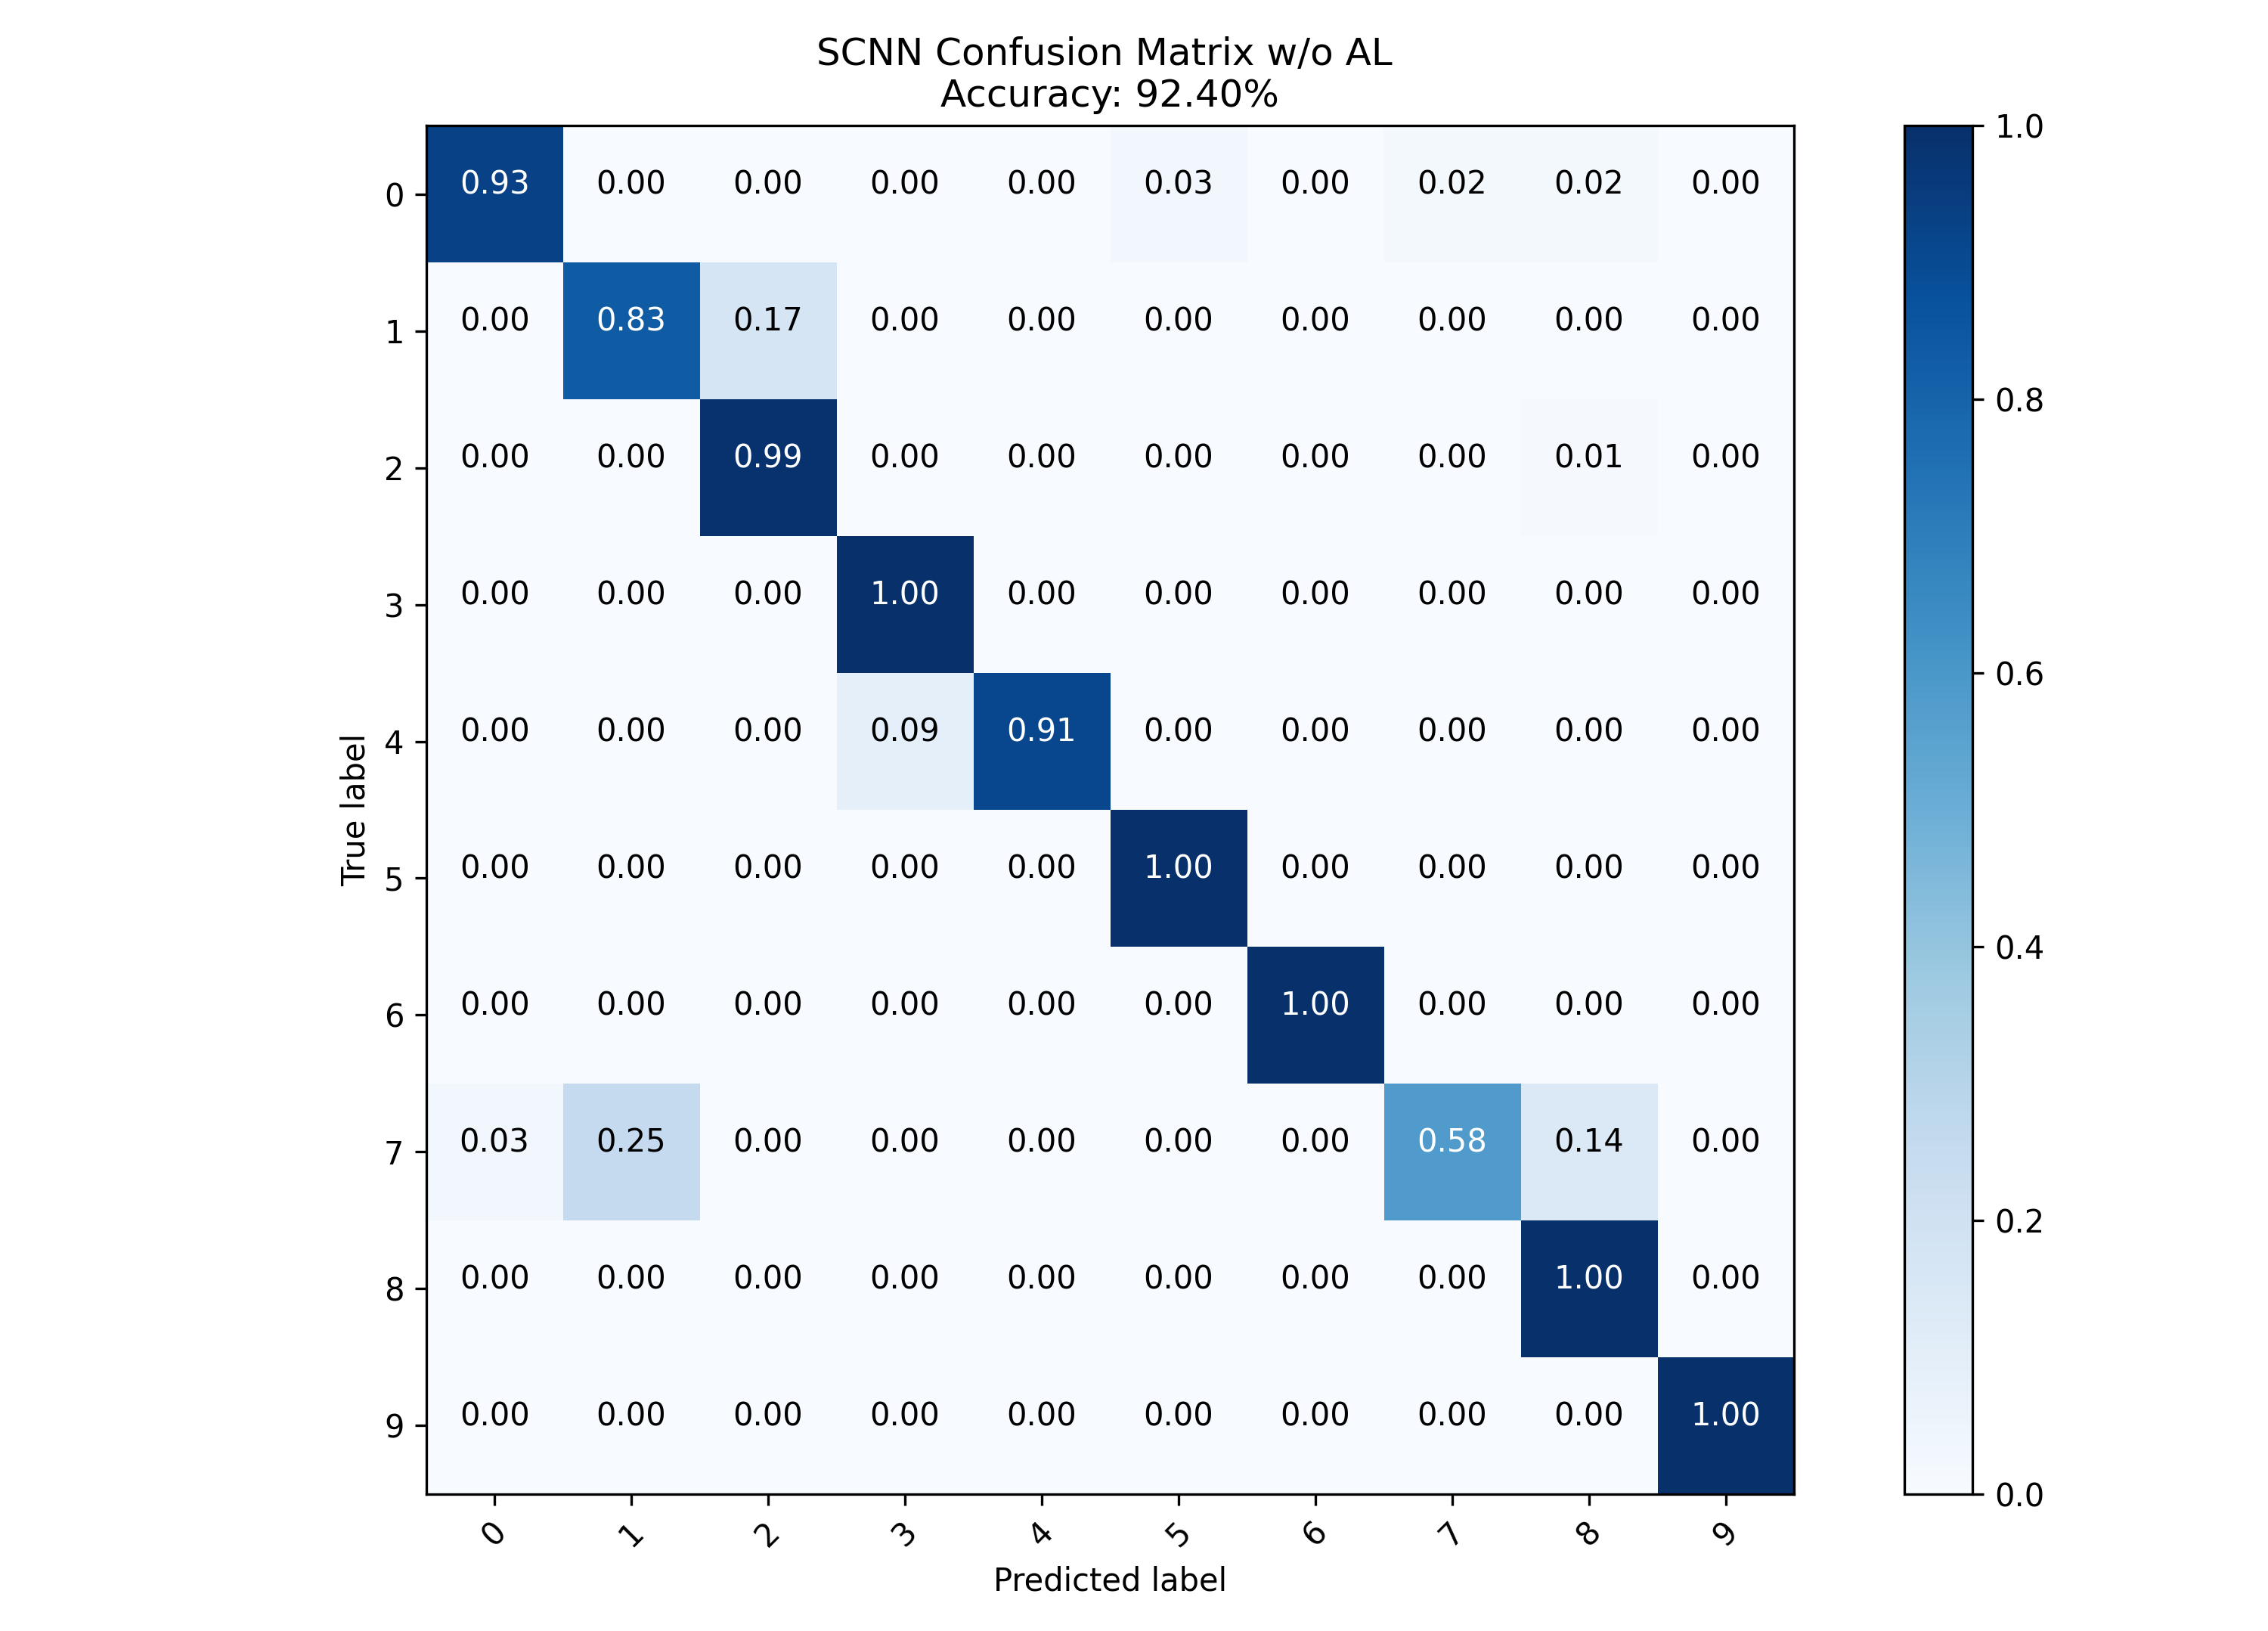 SCNN Confusion Matrix w/o AL
Accuracy: 92.40%
0 0.93 0.00 0.00 0.00 0.00 0.03 0.00 0.02 0.02 0.00
1 0.00 0.83 0.17 0.00 0.00 0.00 0.00 0.00 0.00 0.00
2 0.00 0.00 0.99 0.00 0.00 0.00 0.00 0.00 0.01 0.00
3 0.00 0.00 0.00 1.00 0.00 0.00 0.00 0.00 0.00 0.00
4 0.00 0.00 0.00 0.09 0.91 0.00 0.00 0.00 0.00 0.00
5 0.00 0.00 0.00 0.00 0.00 1.00 0.00 0.00 0.00 0.00
6 0.00 0.00 0.00 0.00 0.00 0.00 1.00 0.00 0.00 0.00
7 0.03 0.25 0.00 0.00 0.00 0.00 0.00 0.58 0.14 0.00
8 0.00 0.00 0.00 0.00 0.00 0.00 0.00 0.00 1.00 0.00
9 0.00 0.00 0.00 0.00 0.00 0.00 0.00 0.00 0.00 1.00
True label
0 1 2 3 4 5 6 7 8 9
Predicted label
1.0
0.8
0.6
0.4
0.2
0.0